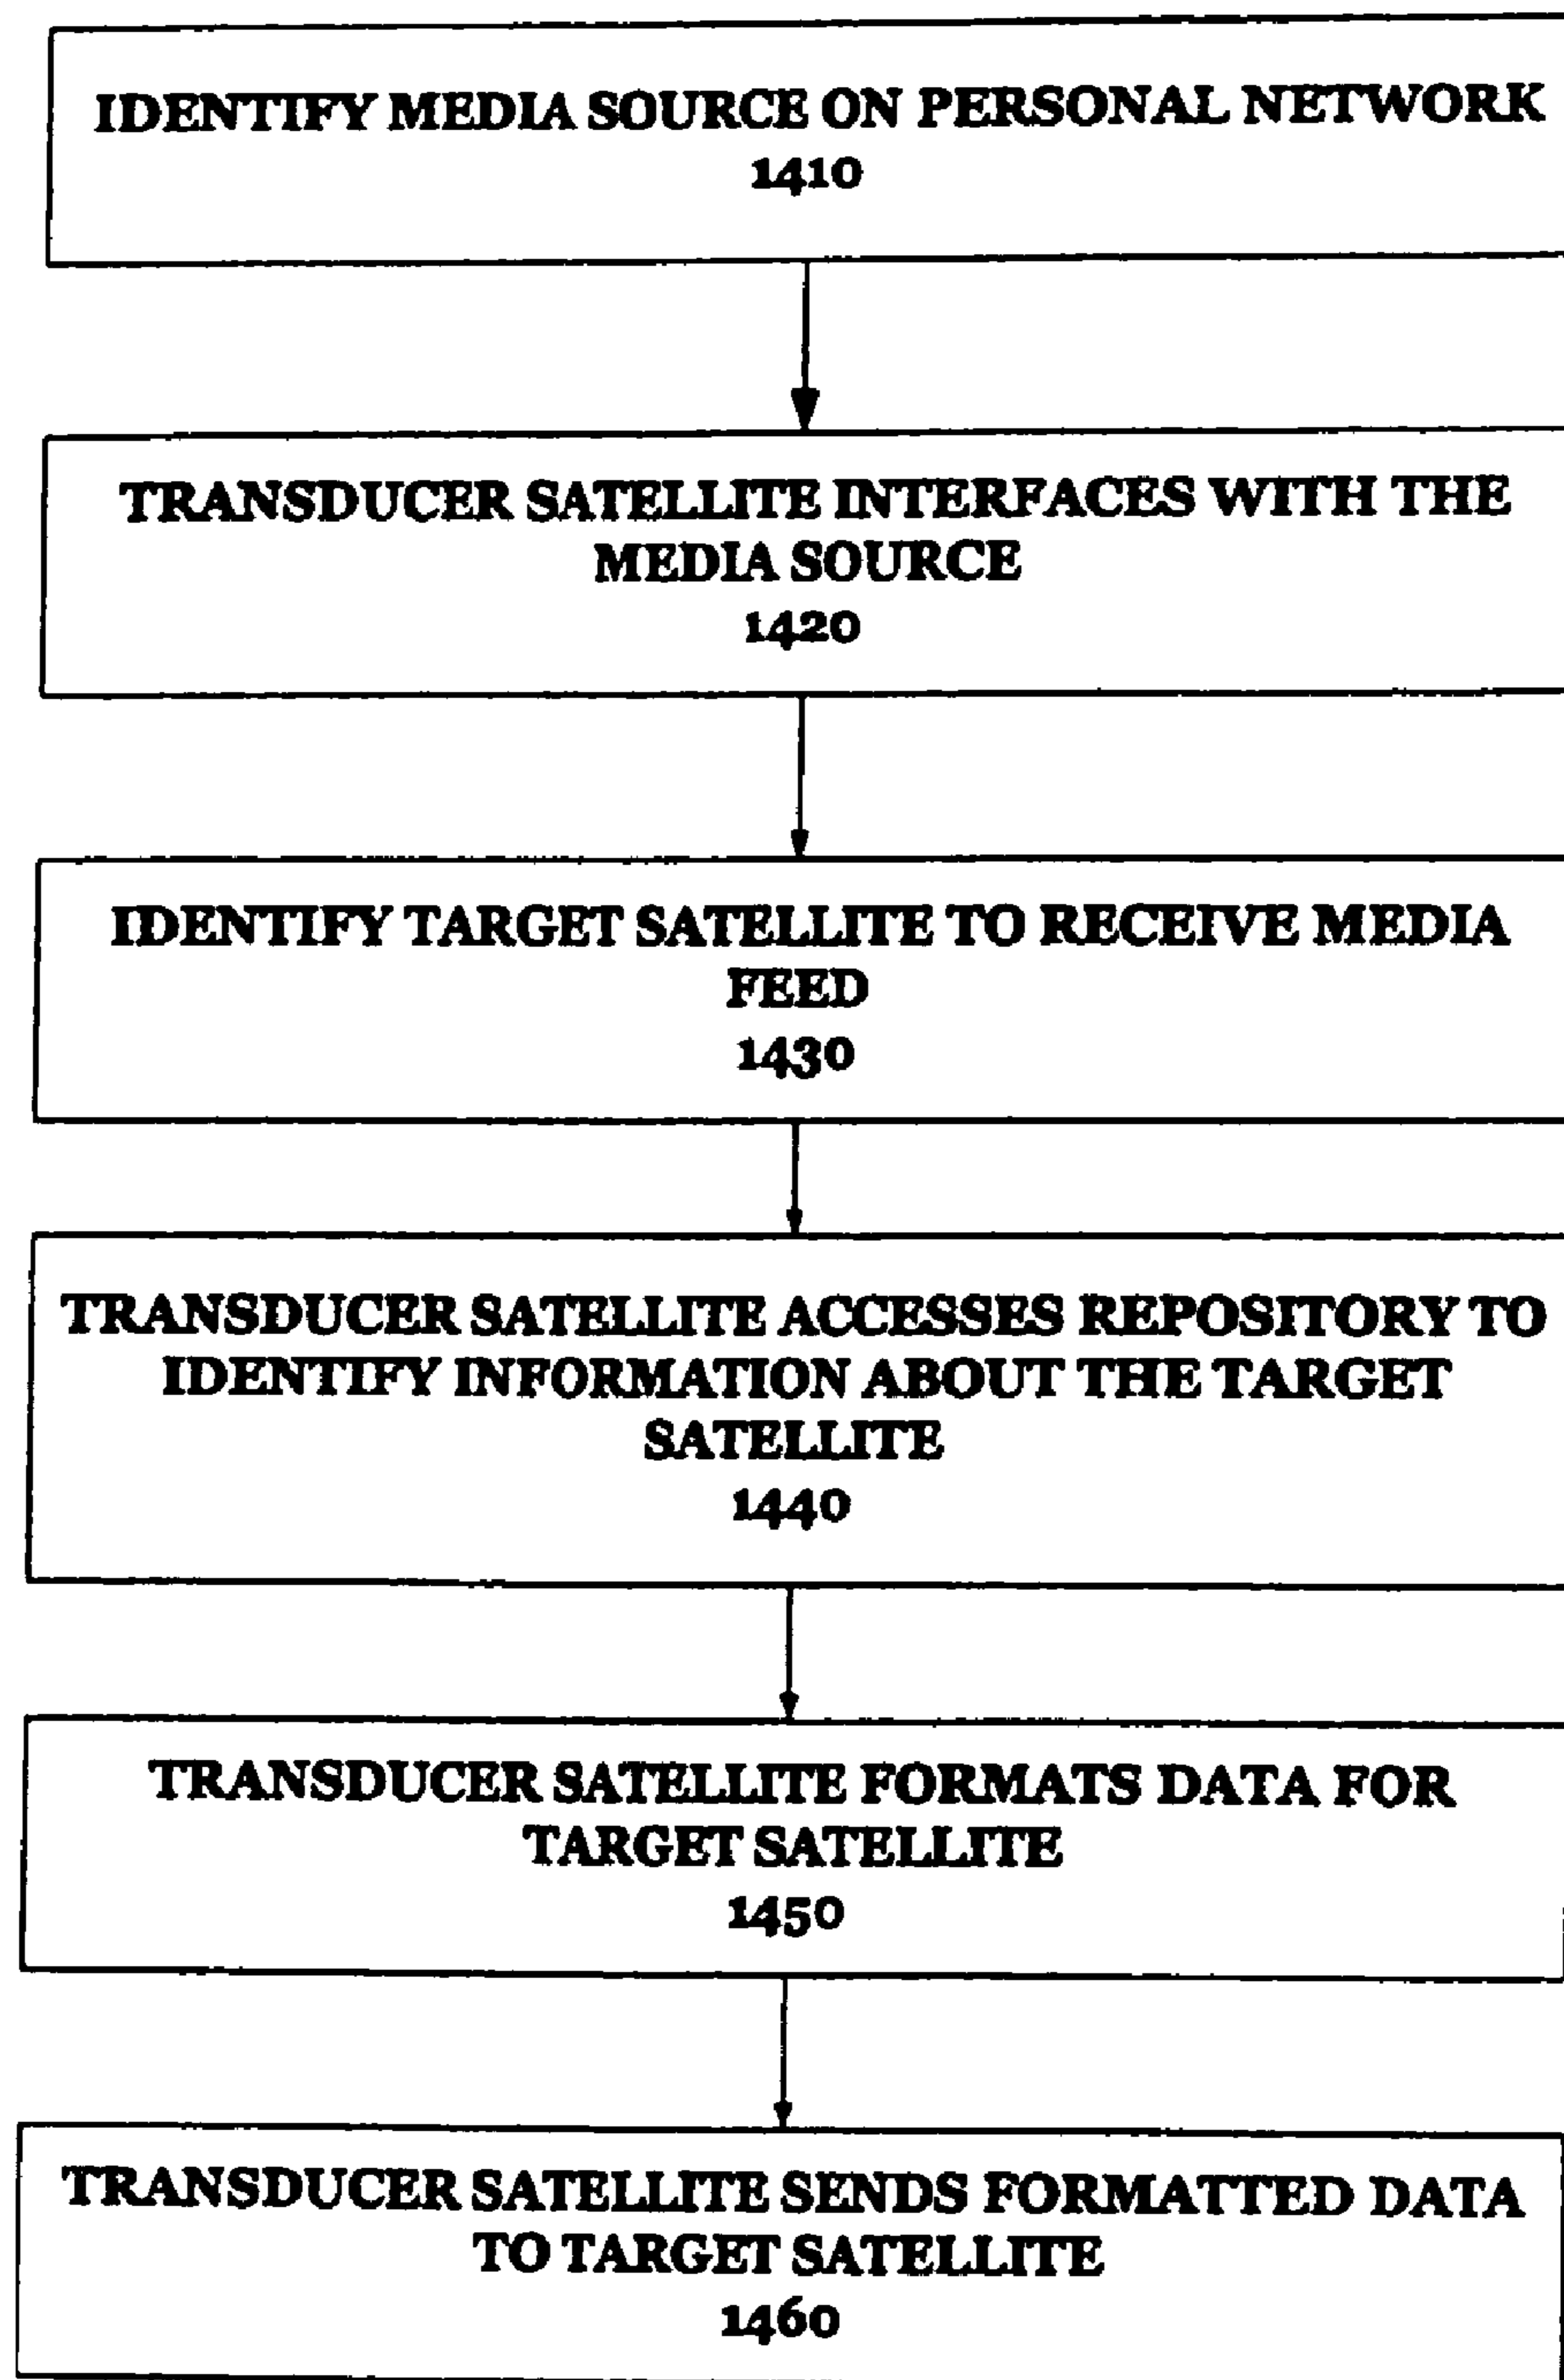 IDENTIFY MEDIA SOURCE ON PERSONAL NETWORK
1410
TRANSDUCER SATELLITE INTERFACES WITH THE
MEDIA SOURCE
1420
IDENTIFY TARGET SATELLITE TO RECEIVE MEDIA
FEED
1430
TRANSDUCER SATELLITE ACCESSES REPOSITORY TO
IDENTIFY INFORMATION ABOUT THE TARGET
SATELLITE
1440
TRANSDUCER SATELLITE FORMATS DATA FOR
TARGET SATELLITE
1450
TRANSDUCER SATELLITE SENDS FORMATTED DATA
TO TARGET SATELLITE
1460